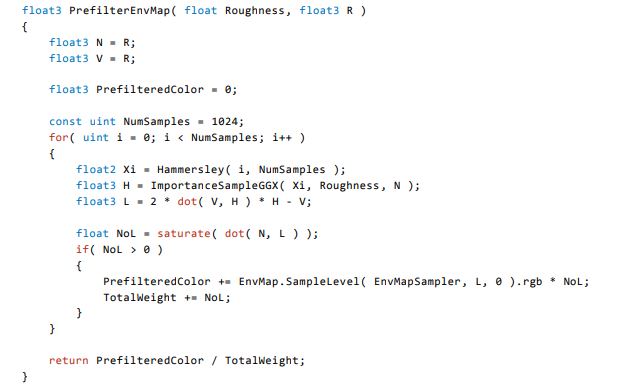 float3 PrefilterEnvMap( float Roughness, float3 R )
{
    float3 N = R;
    float3 V = R;

    float3 PrefilteredColor = 0;

    const uint NumSamples = 1024;
    for( uint i = 0; i < NumSamples; i++ )
    {
        float2 Xi = Hammersley( i, NumSamples );
        float3 H = ImportanceSampleGGX( Xi, Roughness, N );
        float3 L = 2 * dot( V, H ) * H - V;

        float NoL = saturate( dot( N, L ) );
        if( NoL > 0 )
        {
            PrefilteredColor += EnvMap.SampleLevel( EnvMapSampler, L, 0 ).rgb * NoL;
            TotalWeight += NoL;
        }
    }

    return PrefilteredColor / TotalWeight;
}